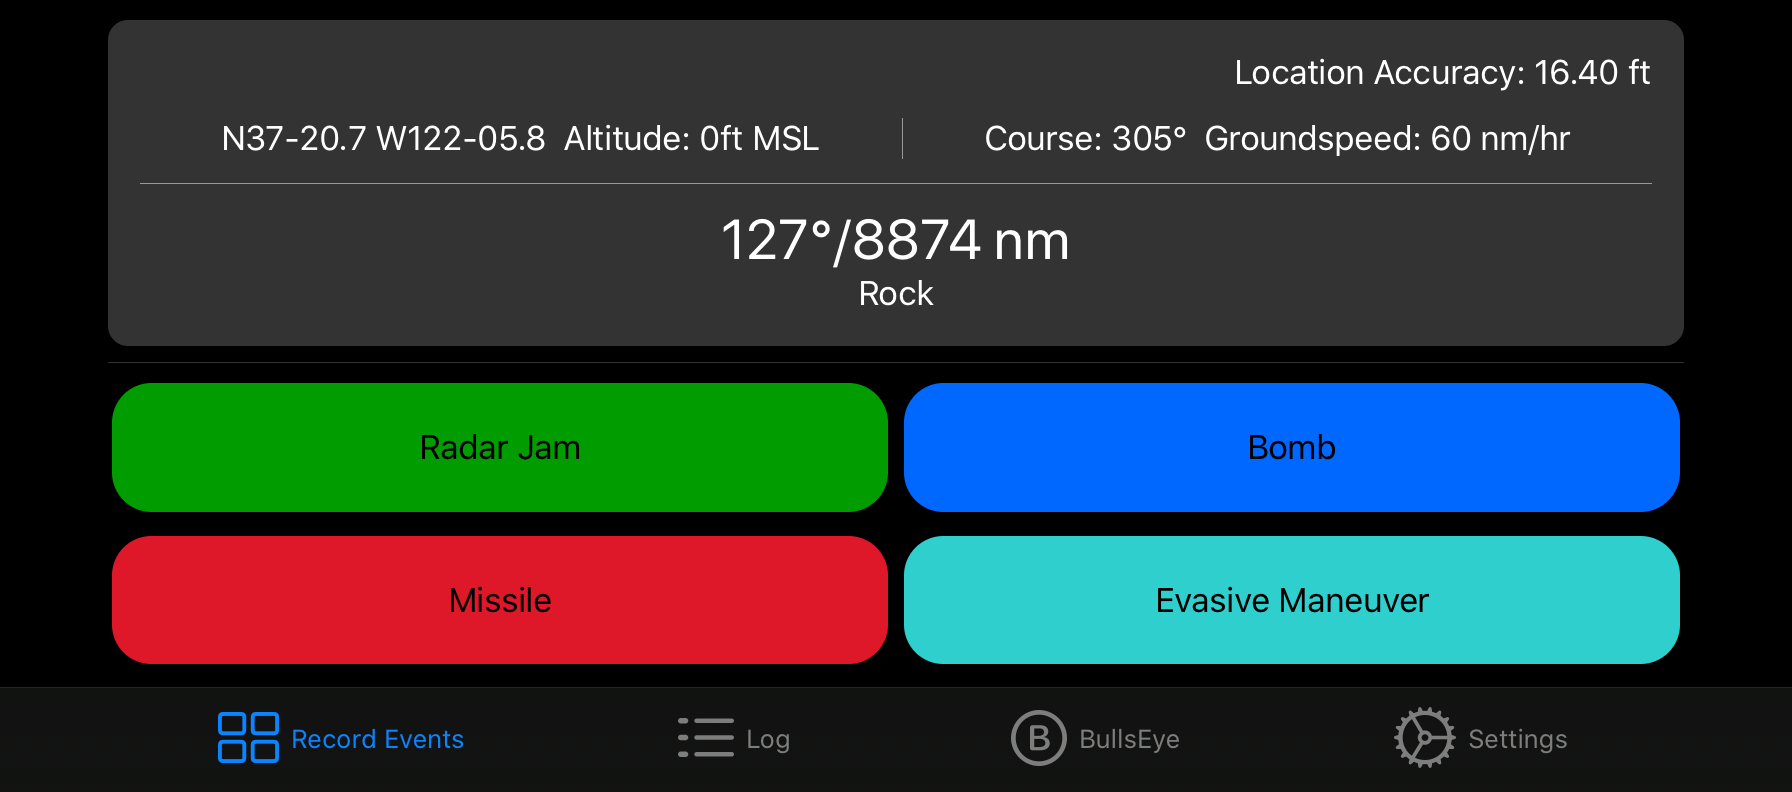 Location Accuracy: 16.40 ft
N37-20.7 W122-05.8 Altitude: 0ft MSL
Course: 305° Groundspeed: 60 nm/hr
127°/8874 nm
Rock
Radar Jam
Bomb
Missile
Evasive Maneuver
Record Events
Log
B BullsEye
Settings